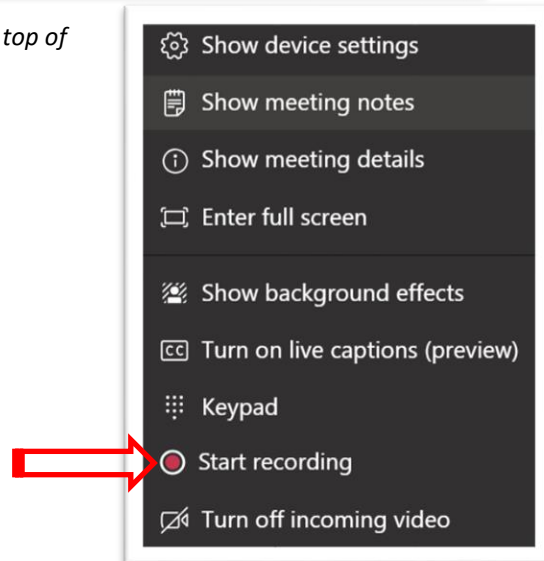 top of
Show device settings
Show meeting notes
Show meeting details
Enter full screen
Show background effects
CC Turn on live captions (preview)
Keypad
Start recording
Turn off incoming video